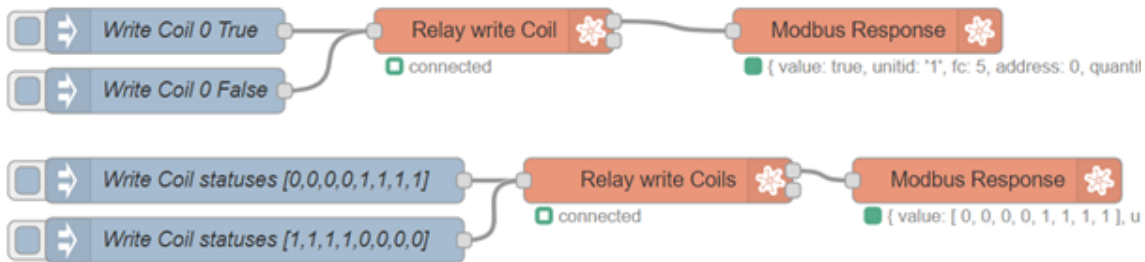 Write Coil 0 True
Relay write Coil
Modbus Response
connected
{ value: true, unitid: '1', fc: 5, address: 0, quantit
Write Coil 0 False
Write Coil statuses [0,0,0,0,1,1,1,1]
Relay write Coils
Modbus Response
connected
{ value: [ 0, 0, 0, 0, 1, 1, 1, 1 ], u
Write Coil statuses [1,1,1,1,0,0,0,0]